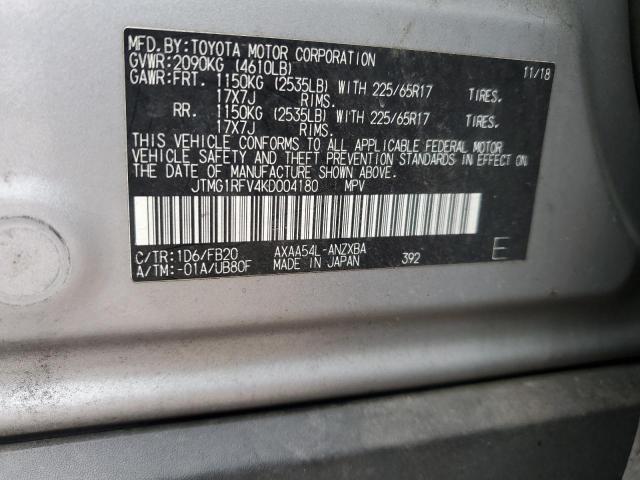 MFD.BY:TOYOTA MOTOR CORPORATION 11/18
GVWR:2090KG (4610LB)
GAWR:FRT. 1150KG (2535LB) WITH 225/65R17 TIRES.
17X7J RIMS.
RR. 1150KG (2535LB) WITH 225/65R17 TIRES.
17X7J RIMS.
THIS VEHICLE CONFORMS TO ALL APPLICABLE FEDERAL MOTOR
VEHICLE SAFETY AND THEFT PREVENTION STANDARDS IN EFFECT ON
THE DATE OF MANUFACTURE SHOWN ABOVE.
JTMG1RFV4KD004180 MPV
C/TR:1D6/FB20 AXAA54L-ANZXBA E
A/TM:-01A/UB80F MADE IN JAPAN 392